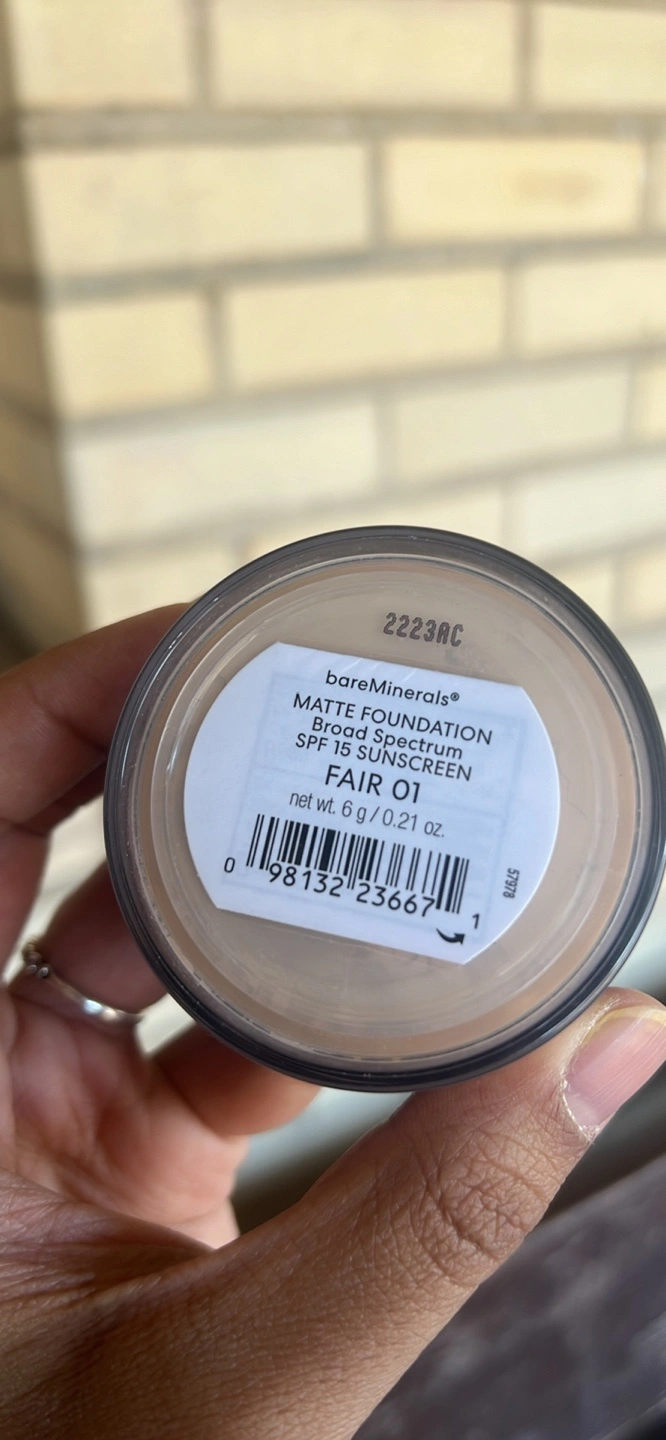 2223AC
bareMinerals®
MATTE FOUNDATION
Broad Spectrum
SPF 15 SUNSCREEN
FAIR 01
net wt. 6 g / 0.21 oz.
0 98132 23667 1
57978